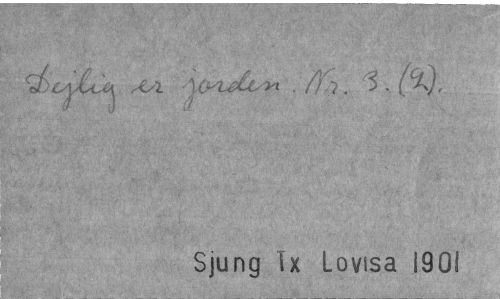 Dejlig er jorden. Nr. 3. (2).
Sjung Tx Lovisa 1901